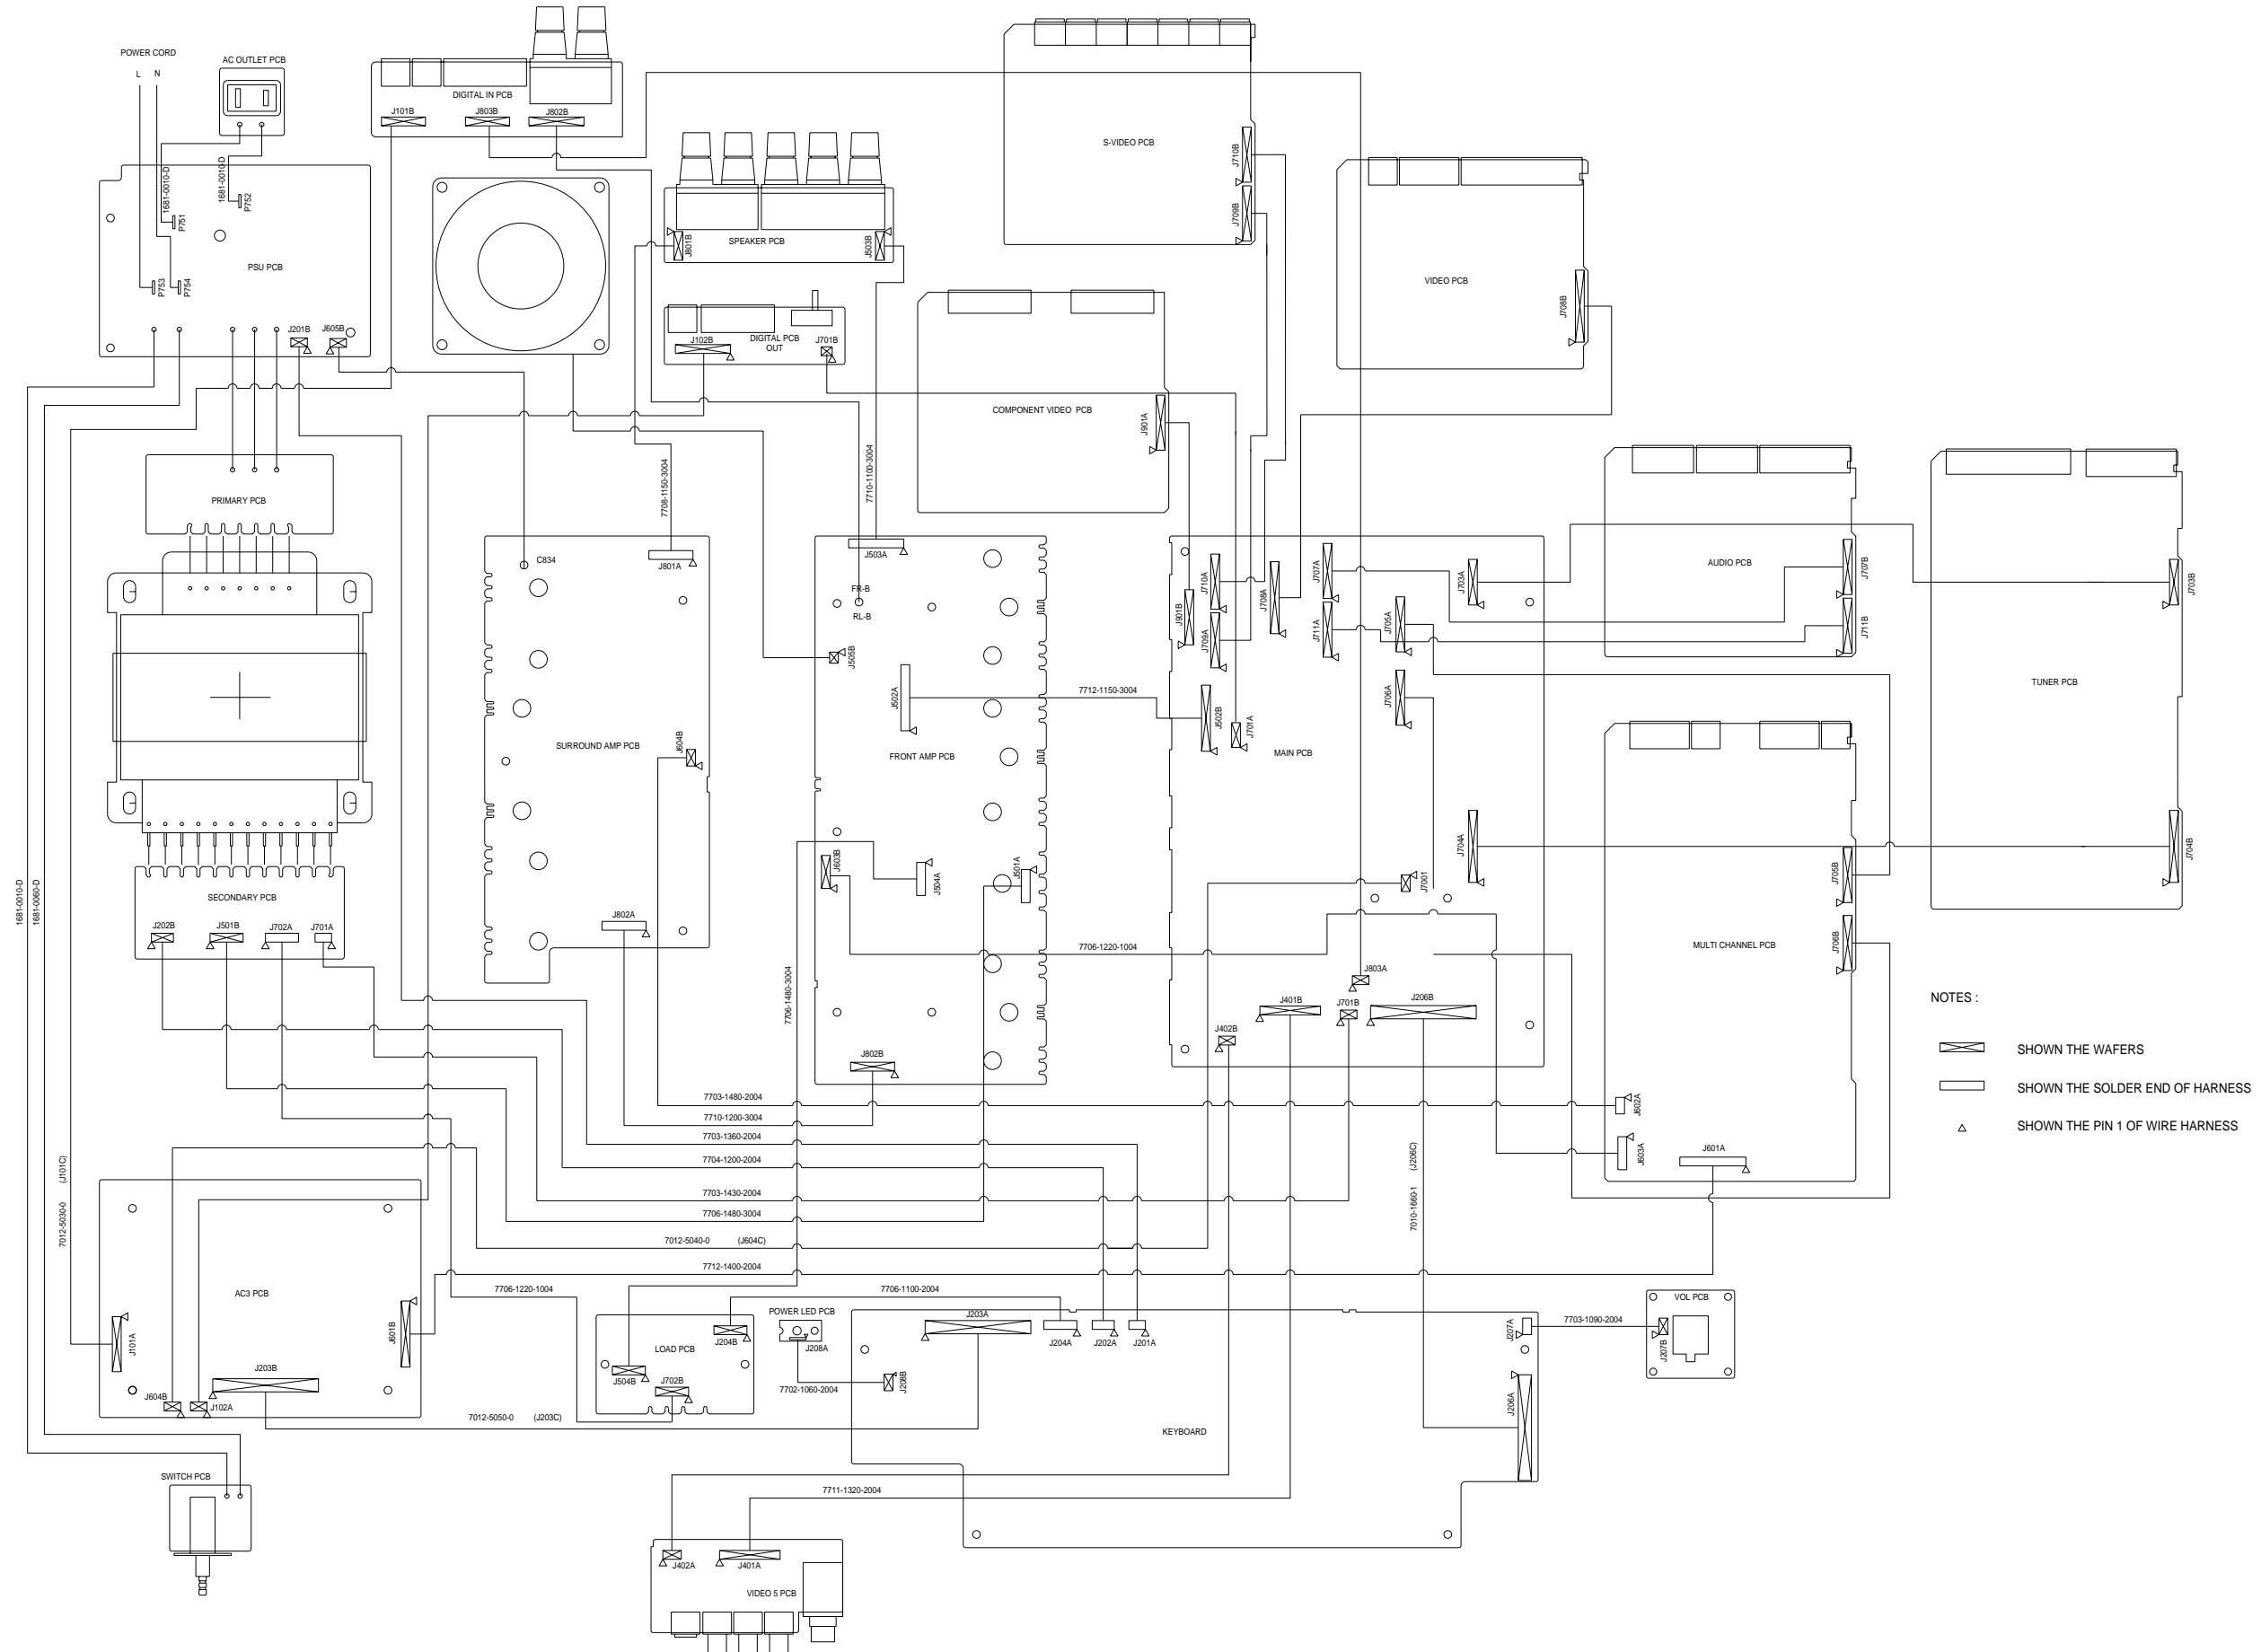 POWER CORD
L N
AC OUTLET PCB
DIGITAL IN PCB
J101B
J803B
J802B
1681-0010-D
1681-0010-D
P751
P752
PSU PCB
P753
P754
J201B
J605B
SPEAKER PCB
J801B
J503B
DIGITAL PCB
OUT
J102B
J701B
S-VIDEO PCB
J710B
J709B
VIDEO PCB
J708B
COMPONENT VIDEO PCB
J901A
PRIMARY PCB
7708-1150-3004
7710-1100-3004
C834
J801A
SURROUND AMP PCB
J604B
J802A
J503A
FR-B
RL-B
J505B
J502A
FRONT AMP PCB
J603B
J504A
J501A
J802B
7712-1150-3004
J901B
J710A
J709A
J708A
J707A
J711A
J705A
J703A
J706A
J502B
J701A
MAIN PCB
J704A
J7001
J803A
J401B
J701B
J206B
J402B
AUDIO PCB
J707B
J711B
TUNER PCB
J703B
J704B
MULTI CHANNEL PCB
J705B
J706B
J602A
J603A
J601A
SECONDARY PCB
J202B
J501B
J702A
J701A
1681-0010-D
1681-0060-D
7012-5030-0 (J101C)
7706-1220-1004
7706-1480-3004
7703-1480-2004
7710-1200-3004
7703-1360-2004
7704-1200-2004
7703-1430-2004
7706-1480-3004
7012-5040-0 (J604C)
7712-1400-2004
7010-1660-1 (J206C)
NOTES :
SHOWN THE WAFERS
SHOWN THE SOLDER END OF HARNESS
SHOWN THE PIN 1 OF WIRE HARNESS
AC3 PCB
J101A
J601B
J203B
J604B
J102A
7706-1220-1004
7706-1100-2004
LOAD PCB
J204B
J504B
J702B
POWER LED PCB
J208A
7702-1060-2004
J208B
J203A
J204A
J202A
J201A
KEYBOARD
J207A
J206A
7703-1090-2004
VOL PCB
J207B
7012-5050-0 (J203C)
SWITCH PCB
7711-1320-2004
J402A
J401A
VIDEO 5 PCB